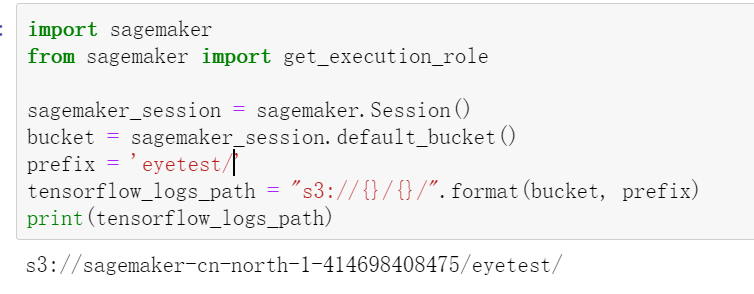 :
import sagemaker
from sagemaker import get_execution_role
sagemaker_session = sagemaker.Session()
bucket = sagemaker_session.default_bucket()
prefix = 'eyetest/'
tensorflow_logs_path = "s3://{}/{}/".format(bucket, prefix)
print(tensorflow_logs_path)
s3://sagemaker-cn-north-1-414698408475/eyetest/